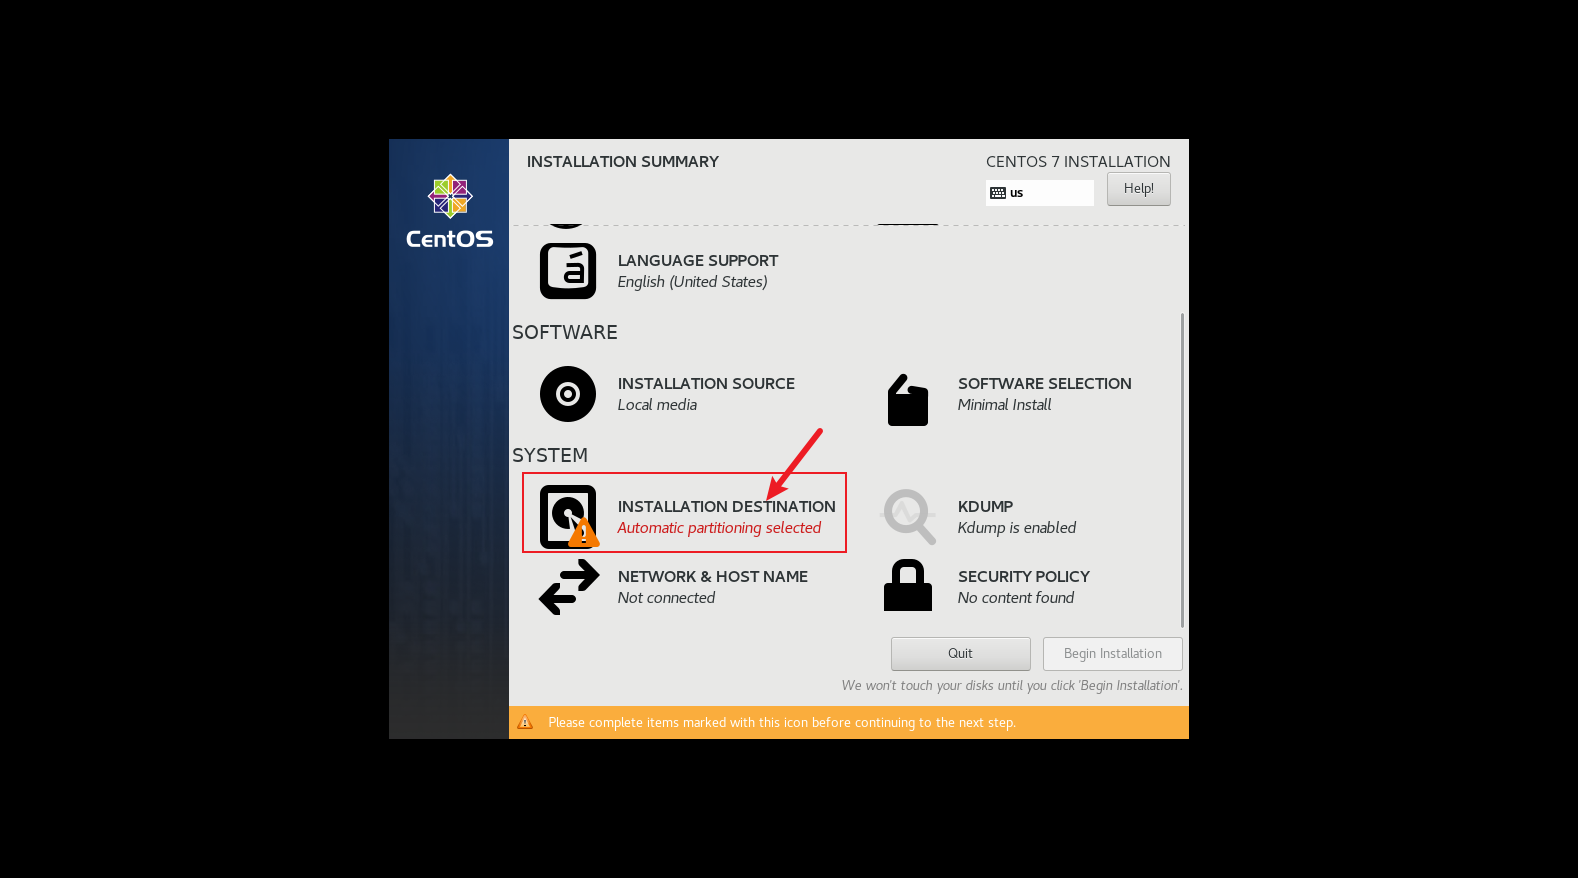 INSTALLATION SUMMARY
CENTOS 7 INSTALLATION
us
Help!
CentOS
á
LANGUAGE SUPPORT
English (United States)
SOFTWARE
INSTALLATION SOURCE
Local media
SOFTWARE SELECTION
Minimal Install
SYSTEM
INSTALLATION DESTINATION
Automatic partitioning selected
KDUMP
Kdump is enabled
NETWORK & HOST NAME
Not connected
SECURITY POLICY
No content found
Quit
Begin Installation
We won't touch your disks until you click 'Begin Installation'.
Please complete items marked with this icon before continuing to the next step.